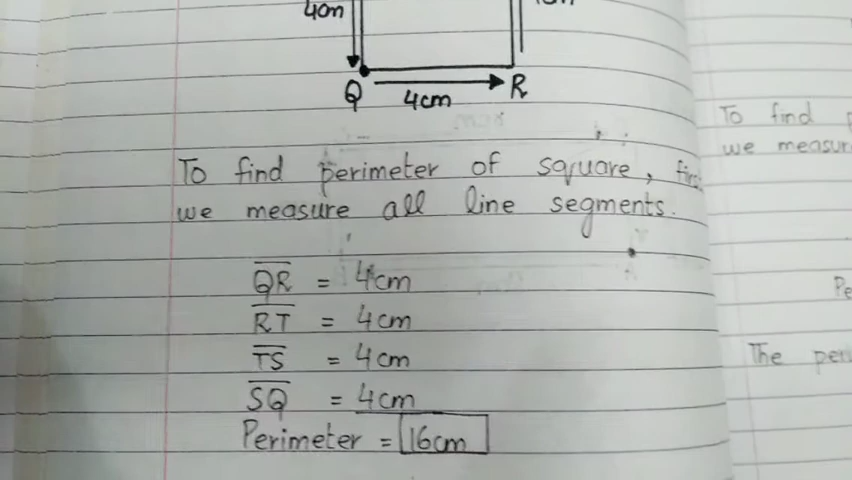 4cm
Q 4cm R
To find perimeter of square, first
we measure all line segments.
QR = 4cm
RT = 4cm
TS = 4cm
SQ = 4cm
Perimeter = 16cm
To find
we measure
The